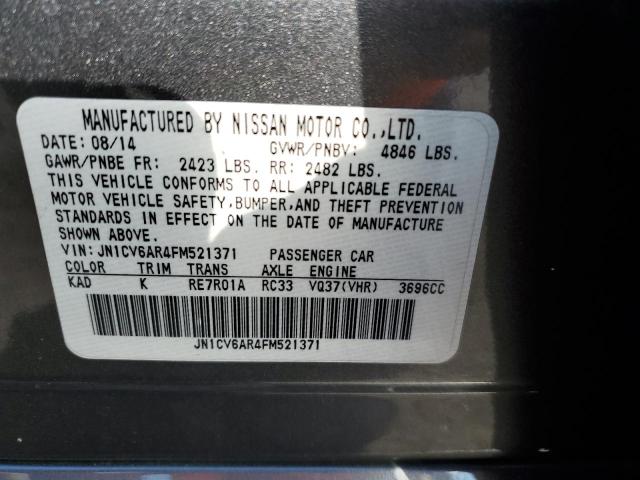 MANUFACTURED BY NISSAN MOTOR CO.,LTD.
DATE: 08/14 GVWR/PNBV: 4846 LBS.
GAWR/PNBE FR: 2423 LBS. RR: 2482 LBS.
THIS VEHICLE CONFORMS TO ALL APPLICABLE FEDERAL
MOTOR VEHICLE SAFETY,BUMPER,AND THEFT PREVENTION
STANDARDS IN EFFECT ON THE DATE OF MANUFACTURE
SHOWN ABOVE.
VIN: JN1CV6AR4FM521371 PASSENGER CAR
COLOR TRIM TRANS AXLE ENGINE
KAD K RE7R01A RC33 VQ37(VHR) 3696CC
JN1CV6AR4FM521371